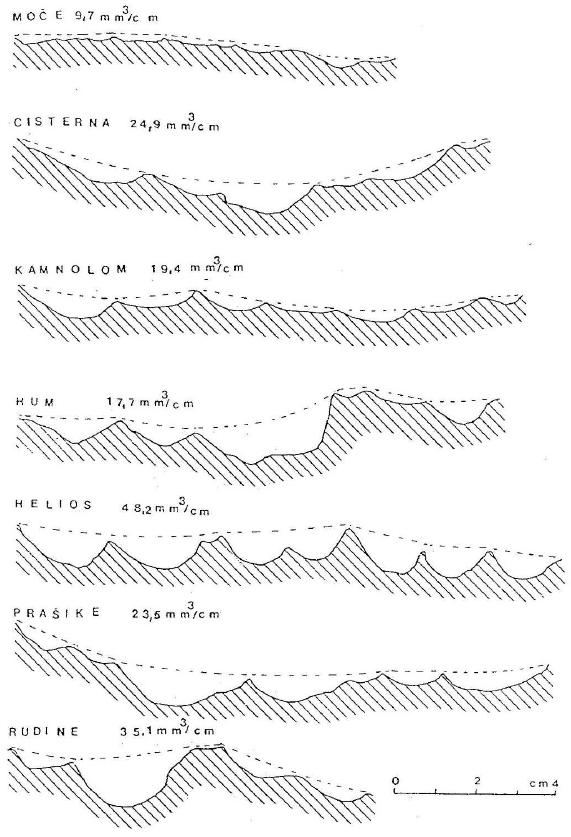 MOČE 9,7 mm³/cm
CISTERNA 24,9 mm³/cm
KAMNOLOM 19,4 mm³/cm
HUM 17,7 mm³/cm
HELIOS 48,2 mm³/cm
PRAŠIKE 23,5 mm³/cm
RUDINE 35,1 mm³/cm
0 2 cm 4